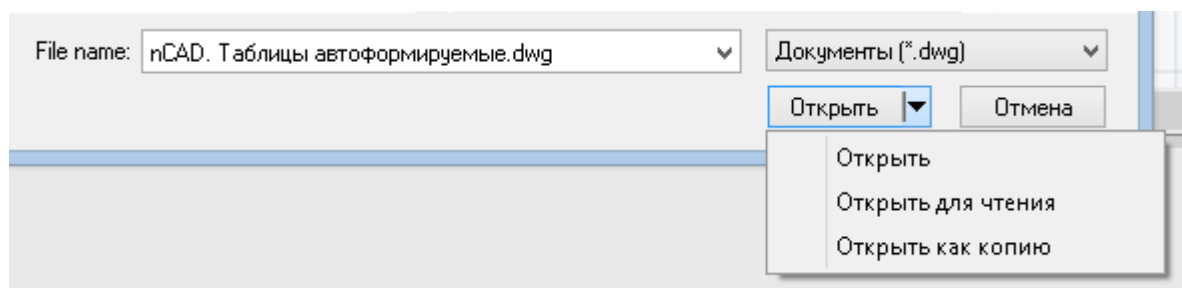 File name: nCAD. Таблицы автоформируемые.dwg Документы (*.dwg)
Открыть Отмена
Открыть
Открыть для чтения
Открыть как копию